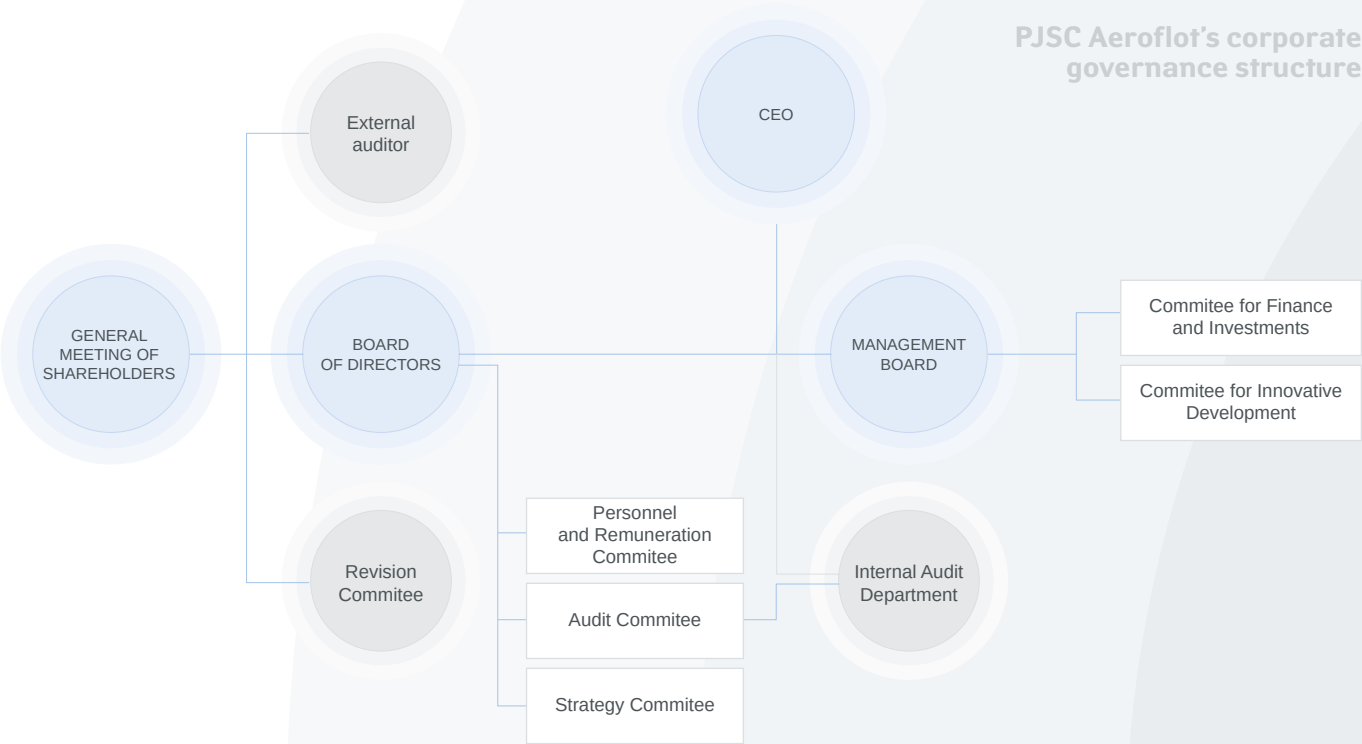 PJSC Aeroflot’s corporate
governance structure
External
auditor
CEO
GENERAL
MEETING OF
SHAREHOLDERS
BOARD
OF DIRECTORS
MANAGEMENT
BOARD
Commitee for Finance
and Investments
Commitee for Innovative
Development
Personnel
and Remuneration
Commitee
Revision
Commitee
Internal Audit
Department
Audit Commitee
Strategy Commitee